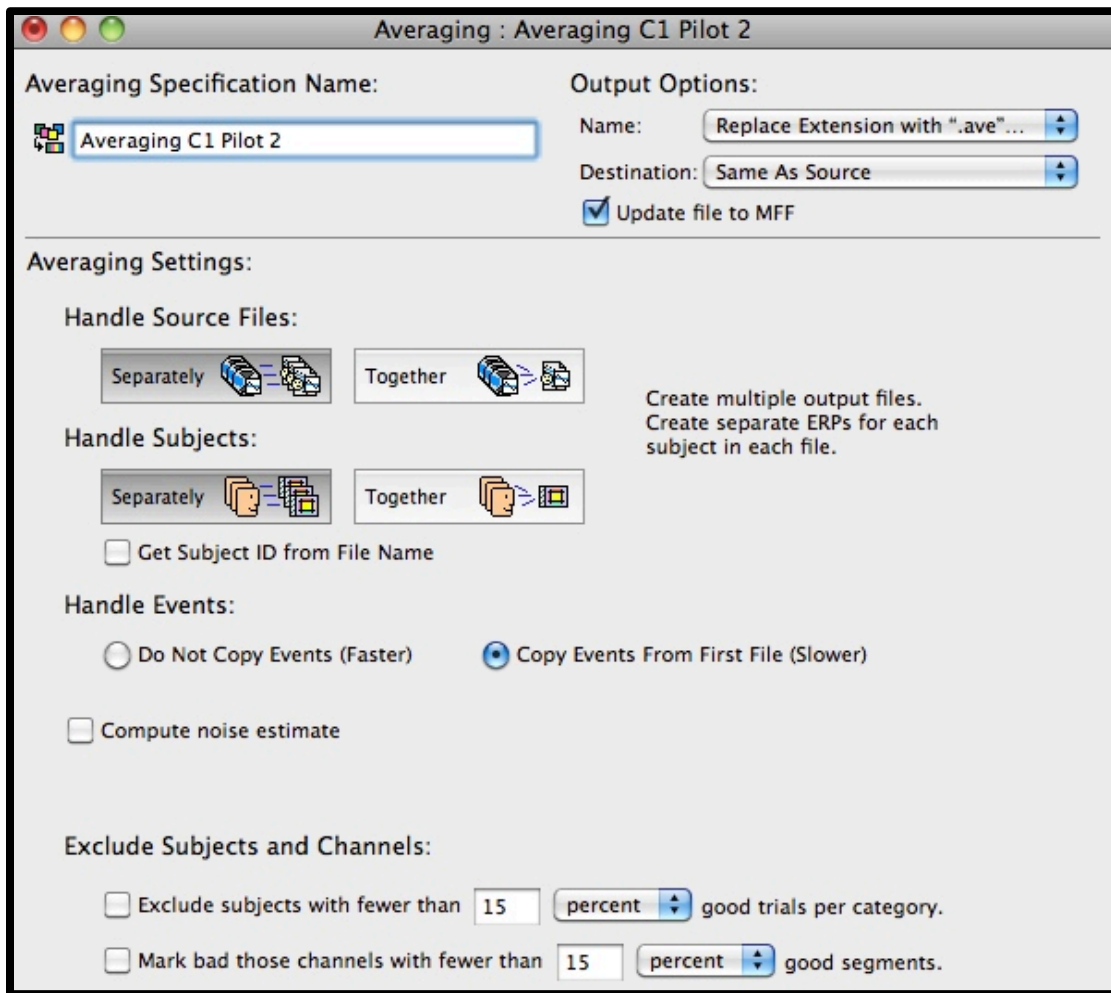 Averaging : Averaging C1 Pilot 2
Averaging Specification Name:
Averaging C1 Pilot 2
Output Options:
Name: Replace Extension with “.ave”...
Destination: Same As Source
Update file to MFF
Averaging Settings:
Handle Source Files:
Separately Together
Create multiple output files.
Create separate ERPs for each
subject in each file.
Handle Subjects:
Separately Together
Get Subject ID from File Name
Handle Events:
Do Not Copy Events (Faster) Copy Events From First File (Slower)
Compute noise estimate
Exclude Subjects and Channels:
Exclude subjects with fewer than 15 percent good trials per category.
Mark bad those channels with fewer than 15 percent good segments.